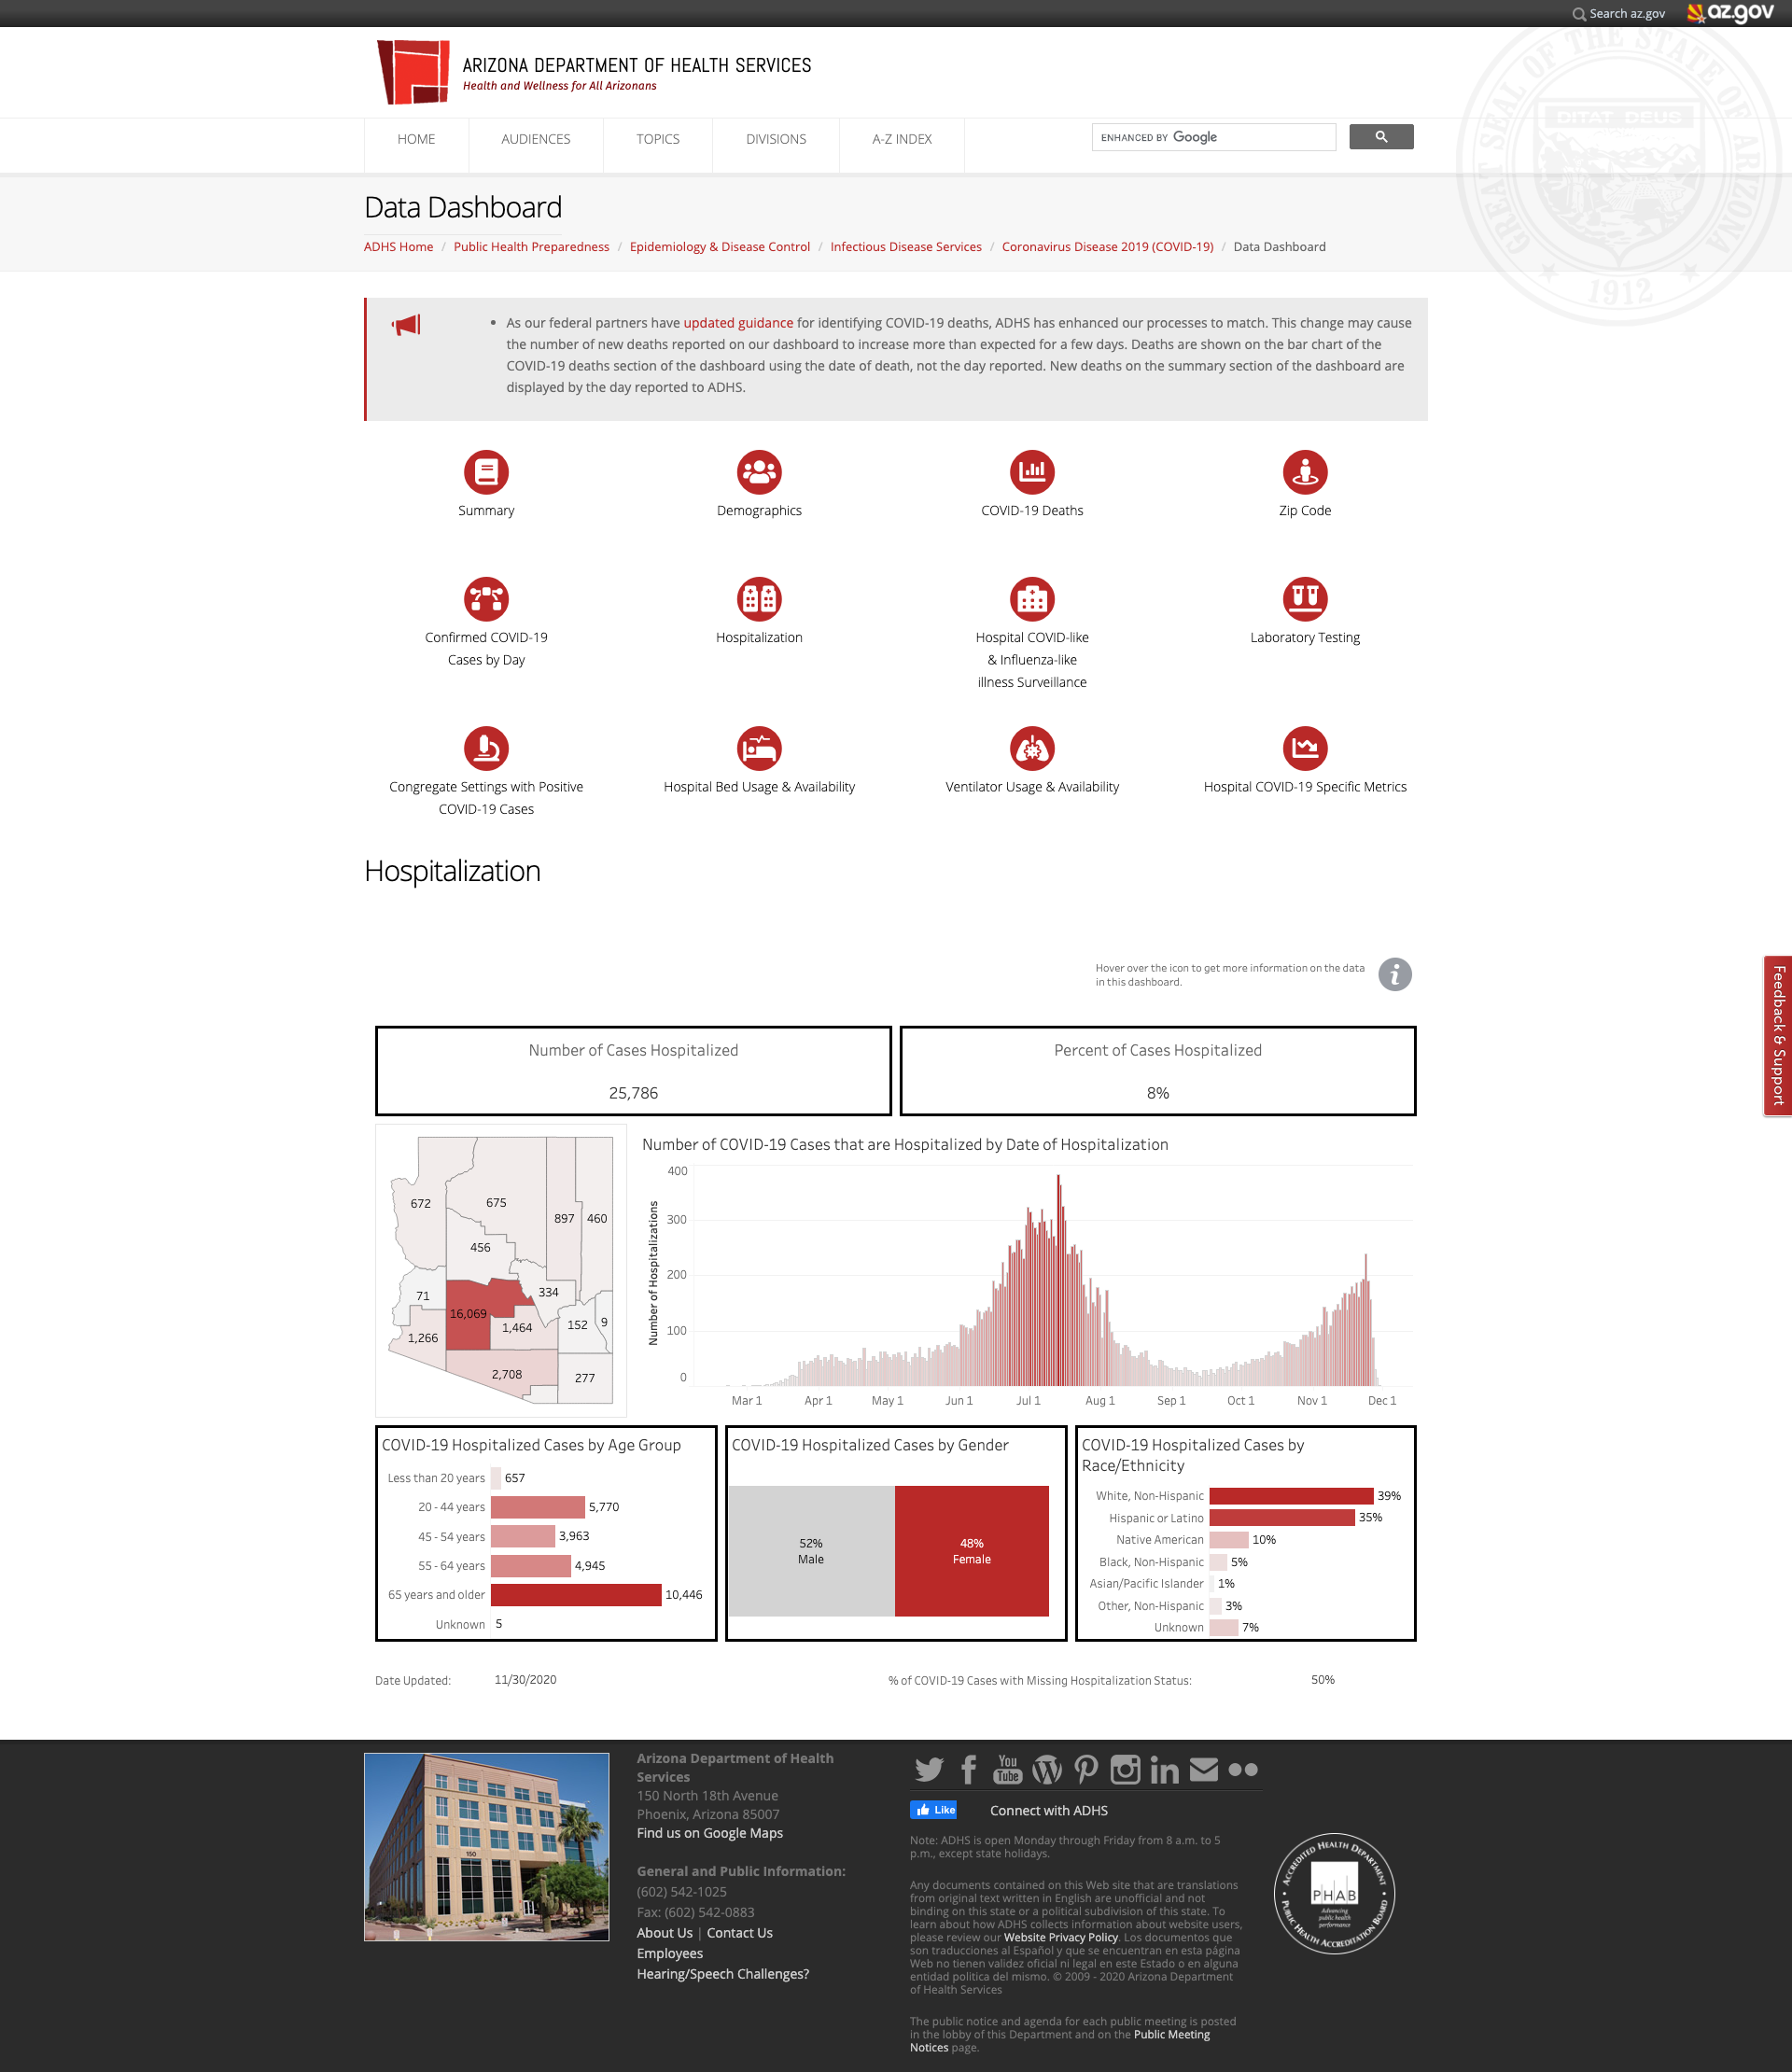 Search az.gov
az.gov
ARIZONA DEPARTMENT OF HEALTH SERVICES
Health and Wellness for All Arizonans
HOME
AUDIENCES
TOPICS
DIVISIONS
A-Z INDEX
ENHANCED BY Google
GREAT SEAL OF THE STATE OF ARIZONA
DITAT DEUS
1912
Data Dashboard
ADHS Home / Public Health Preparedness / Epidemiology & Disease Control / Infectious Disease Services / Coronavirus Disease 2019 (COVID-19) / Data Dashboard
• As our federal partners have updated guidance for identifying COVID-19 deaths, ADHS has enhanced our processes to match. This change may cause
the number of new deaths reported on our dashboard to increase more than expected for a few days. Deaths are shown on the bar chart of the
COVID-19 deaths section of the dashboard using the date of death, not the day reported. New deaths on the summary section of the dashboard are
displayed by the day reported to ADHS.
Summary
Demographics
COVID-19 Deaths
Zip Code
Confirmed COVID-19
Cases by Day
Hospitalization
Hospital COVID-like
& Influenza-like
illness Surveillance
Laboratory Testing
Congregate Settings with Positive
COVID-19 Cases
Hospital Bed Usage & Availability
Ventilator Usage & Availability
Hospital COVID-19 Specific Metrics
Hospitalization
Hover over the icon to get more information on the data
in this dashboard.
i
Feedback & Support
Number of Cases Hospitalized
25,786
Percent of Cases Hospitalized
8%
672
675
897
460
456
71
334
16,069
1,464
152
9
1,266
2,708
277
Number of COVID-19 Cases that are Hospitalized by Date of Hospitalization
Number of Hospitalizations
400
300
200
100
0
Mar 1
Apr 1
May 1
Jun 1
Jul 1
Aug 1
Sep 1
Oct 1
Nov 1
Dec 1
COVID-19 Hospitalized Cases by Age Group
Less than 20 years 657
20 - 44 years 5,770
45 - 54 years 3,963
55 - 64 years 4,945
65 years and older 10,446
Unknown 5
COVID-19 Hospitalized Cases by Gender
52%
Male
48%
Female
COVID-19 Hospitalized Cases by
Race/Ethnicity
White, Non-Hispanic 39%
Hispanic or Latino 35%
Native American 10%
Black, Non-Hispanic 5%
Asian/Pacific Islander 1%
Other, Non-Hispanic 3%
Unknown 7%
Date Updated: 11/30/2020
% of COVID-19 Cases with Missing Hospitalization Status: 50%
150
Arizona Department of Health
Services
150 North 18th Avenue
Phoenix, Arizona 85007
Find us on Google Maps
General and Public Information:
(602) 542-1025
Fax: (602) 542-0883
About Us | Contact Us
Employees
Hearing/Speech Challenges?
You
Tube
in
Like
Connect with ADHS
Note: ADHS is open Monday through Friday from 8 a.m. to 5
p.m., except state holidays.
Any documents contained on this Web site that are translations
from original text written in English are unofficial and not
binding on this state or a political subdivision of this state. To
learn about how ADHS collects information about website users,
please review our Website Privacy Policy. Los documentos que
son traducciones al Español y que se encuentran en esta página
Web no tienen validez oficial ni legal en este Estado o en alguna
entidad politica del mismo. © 2009 - 2020 Arizona Department
of Health Services
The public notice and agenda for each public meeting is posted
in the lobby of this Department and on the Public Meeting
Notices page.
ACCREDITED HEALTH DEPARTMENT
PHAB
Advancing
public health
performance
PUBLIC HEALTH ACCREDITATION BOARD